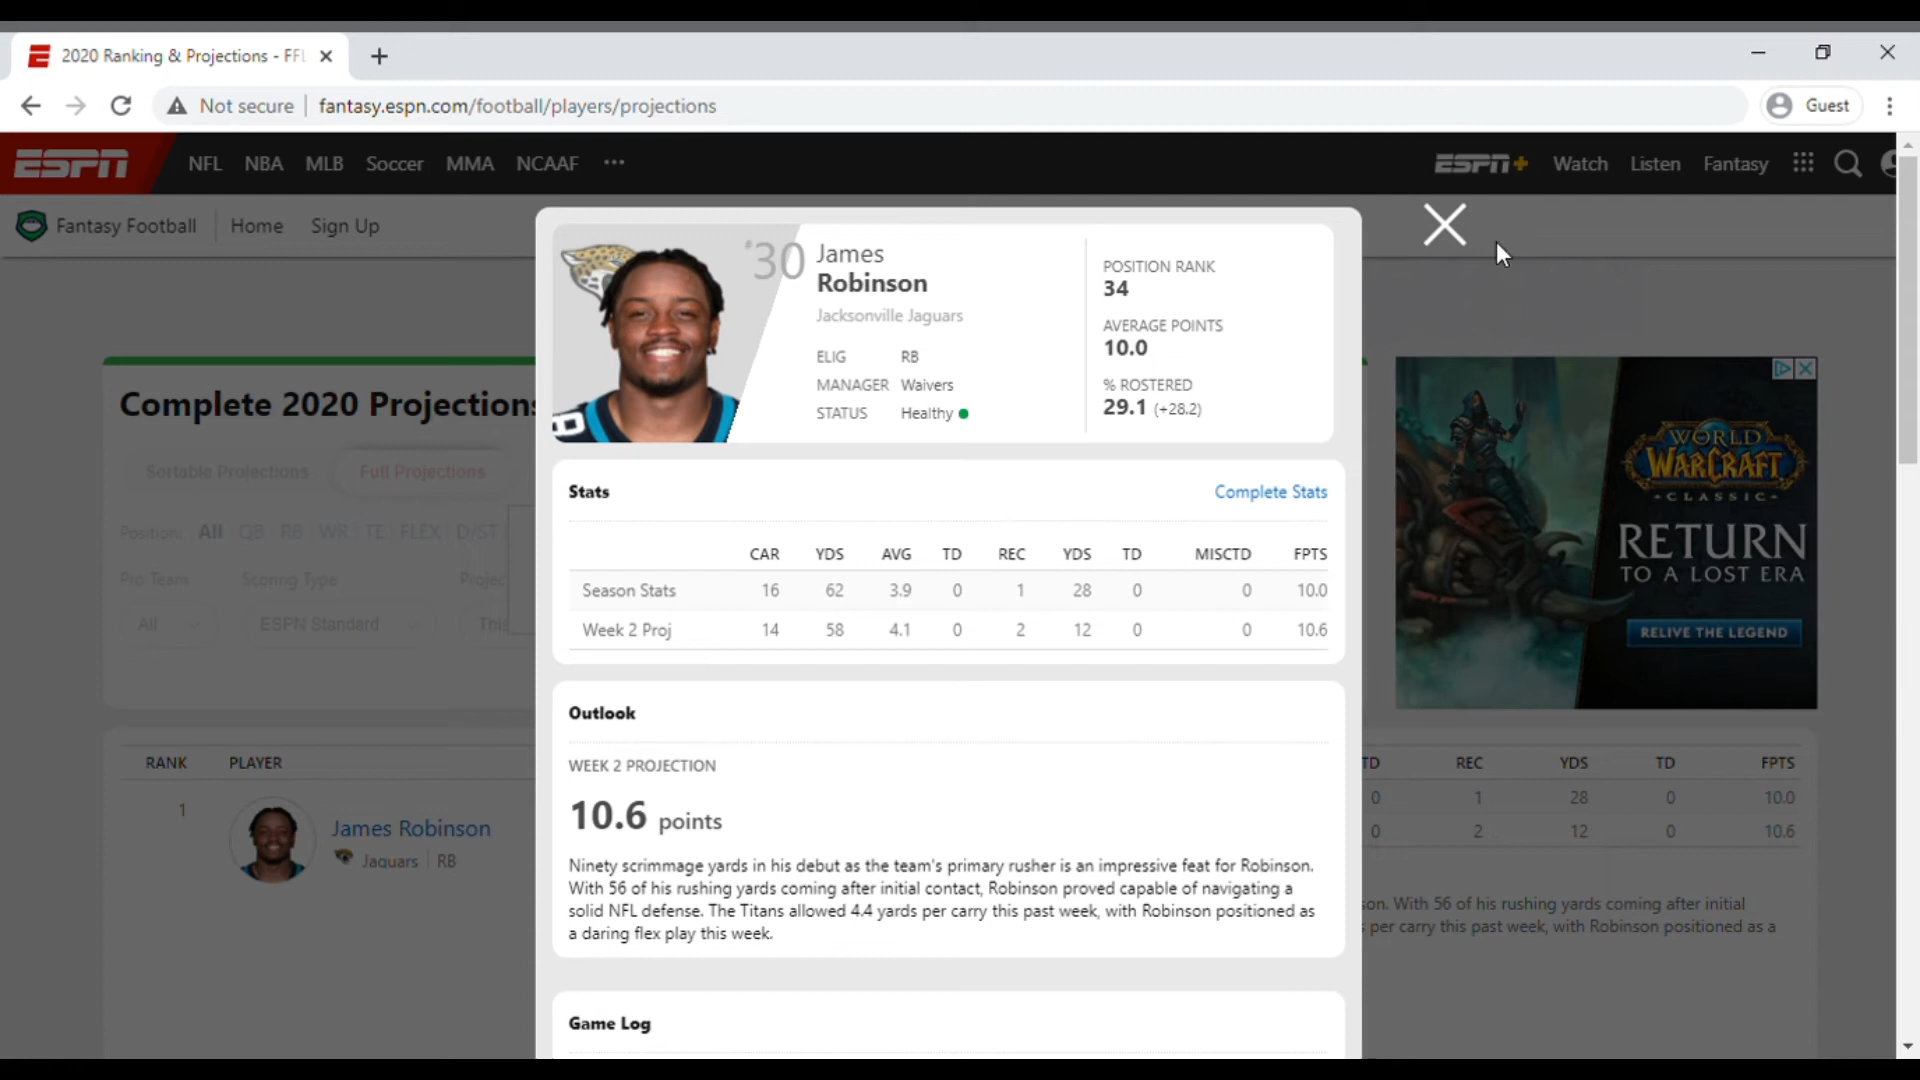 2020 Ranking & Projections - FFL
Not secure | fantasy.espn.com/football/players/projections
Guest
ESPN NFL NBA MLB Soccer MMA NCAAF ••• ESPN+ Watch Listen Fantasy
Fantasy Football Home Sign Up
#30
James
Robinson
Jacksonville Jaguars
ELIG RB
MANAGER Waivers
STATUS Healthy
POSITION RANK
34
AVERAGE POINTS
10.0
% ROSTERED
29.1 (+28.2)
Complete 2020 Projections
Sortable Projections Full Projections
Position: All QB RB WR TE FLEX D/ST
Pro Team Scoring Type Projec
All ESPN Standard This
Stats Complete Stats
CAR YDS AVG TD REC YDS TD MISCTD FPTS
Season Stats 16 62 3.9 0 1 28 0 0 10.0
Week 2 Proj 14 58 4.1 0 2 12 0 0 10.6
WORLD
WARCRAFT
CLASSIC
RETURN
TO A LOST ERA
RELIVE THE LEGEND
Outlook
WEEK 2 PROJECTION
10.6 points
Ninety scrimmage yards in his debut as the team's primary rusher is an impressive feat for Robinson.
With 56 of his rushing yards coming after initial contact, Robinson proved capable of navigating a
solid NFL defense. The Titans allowed 4.4 yards per carry this past week, with Robinson positioned as
a daring flex play this week.
Game Log
RANK PLAYER
1
James Robinson
Jaguars RB
TD REC YDS TD FPTS
0 1 28 0 10.0
0 2 12 0 10.6
son. With 56 of his rushing yards coming after initial
per carry this past week, with Robinson positioned as a